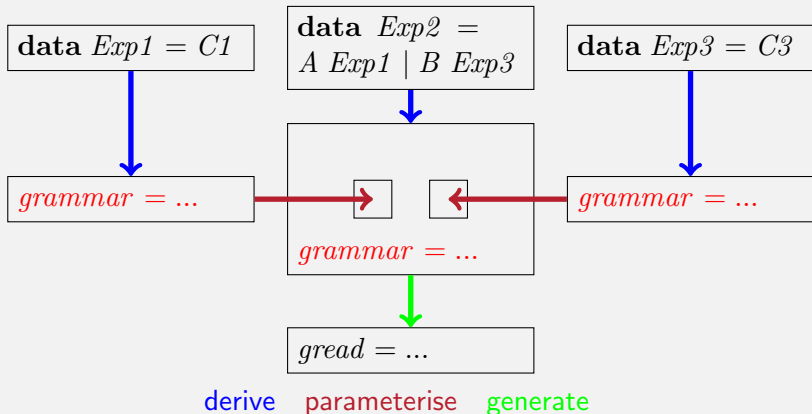 data Exp1 = C1
data Exp2 =
A Exp1 | B Exp3
data Exp3 = C3
grammar = ...
grammar = ...
grammar = ...
gread = ...
derive parameterise generate